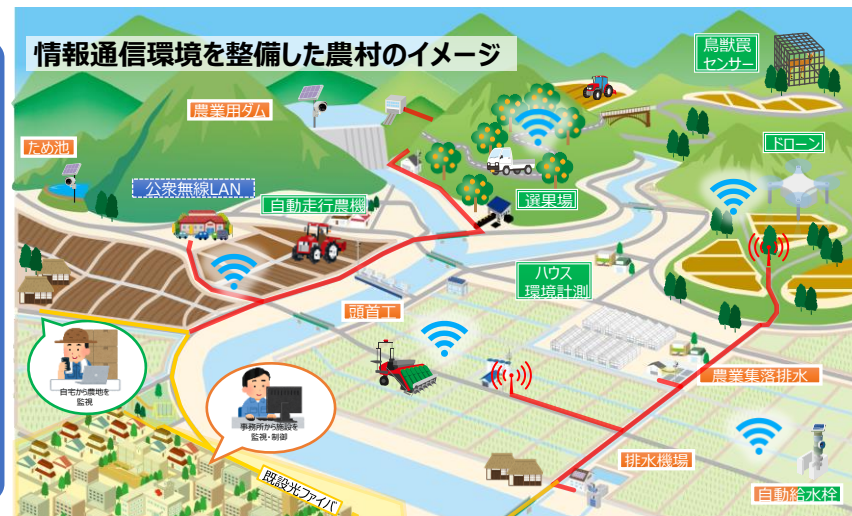 情報通信環境を整備した農村のイメージ
鳥獣罠
センサー
農業用ダム
ため池
ドローン
公衆無線LAN
自動走行農機
選果場
ハウス
環境計測
頭首工
自宅から農地を
監視
農業集落排水
事務所から施設を
監視・制御
排水機場
既設光ファイバ
自動給水栓